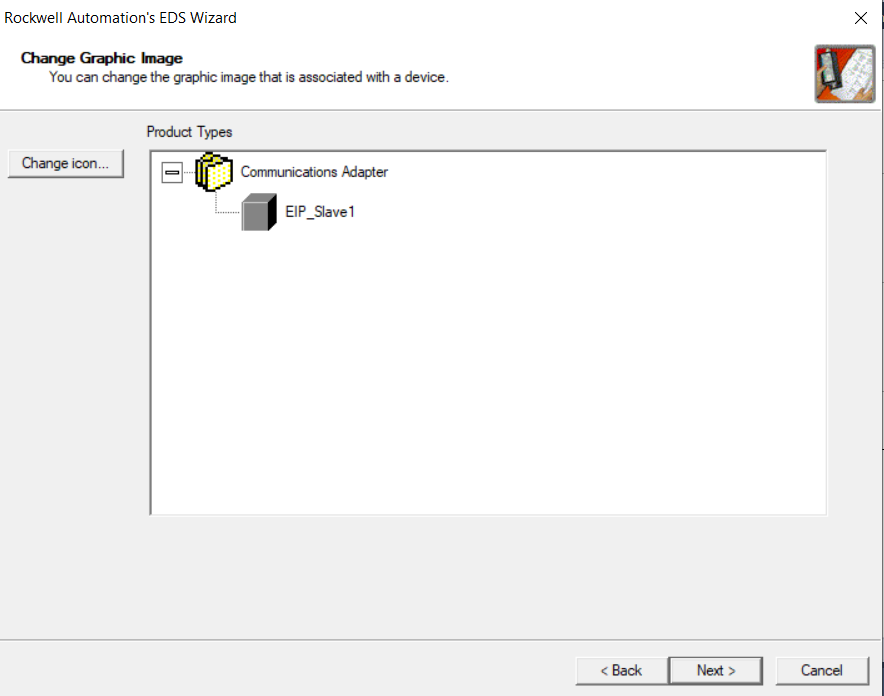 Rockwell Automation's EDS Wizard
Change Graphic Image
You can change the graphic image that is associated with a device.
Product Types
Change icon...
Communications Adapter
EIP_Slave1
< Back
Next >
Cancel